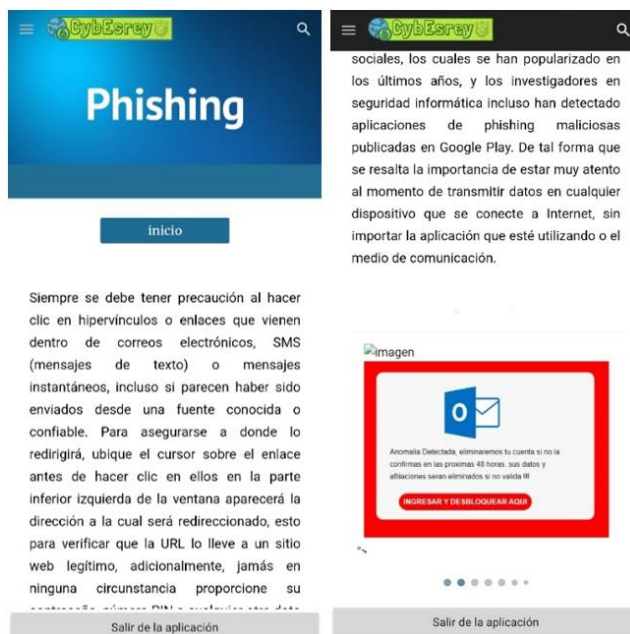 CybEsrey
Phishing
inicio
Siempre se debe tener precaución al hacer
clic en hipervínculos o enlaces que vienen
dentro de correos electrónicos, SMS
(mensajes de texto) o mensajes
instantáneos, incluso si parecen haber sido
enviados desde una fuente conocida o
confiable. Para asegurarse a donde lo
redirigirá, ubique el cursor sobre el enlace
antes de hacer clic en ellos en la parte
inferior izquierda de la ventana aparecerá la
dirección a la cual será redireccionado, esto
para verificar que la URL lo lleve a un sitio
web legítimo, adicionalmente, jamás en
ninguna circunstancia proporcione su
Salir de la aplicación
CybEsrey
sociales, los cuales se han popularizado en
los últimos años, y los investigadores en
seguridad informática incluso han detectado
aplicaciones de phishing maliciosas
publicadas en Google Play. De tal forma que
se resalta la importancia de estar muy atento
al momento de transmitir datos en cualquier
dispositivo que se conecte a Internet, sin
importar la aplicación que esté utilizando o el
medio de comunicación.
imagen
Anomalia Detectada, eliminaremos tu cuenta si no la
confirmas en las proximas 48 horas, sus datos y
afiliaciones seran eliminados si no valida !!!
INGRESAR Y DESBLOQUEAR AQUI
Salir de la aplicación